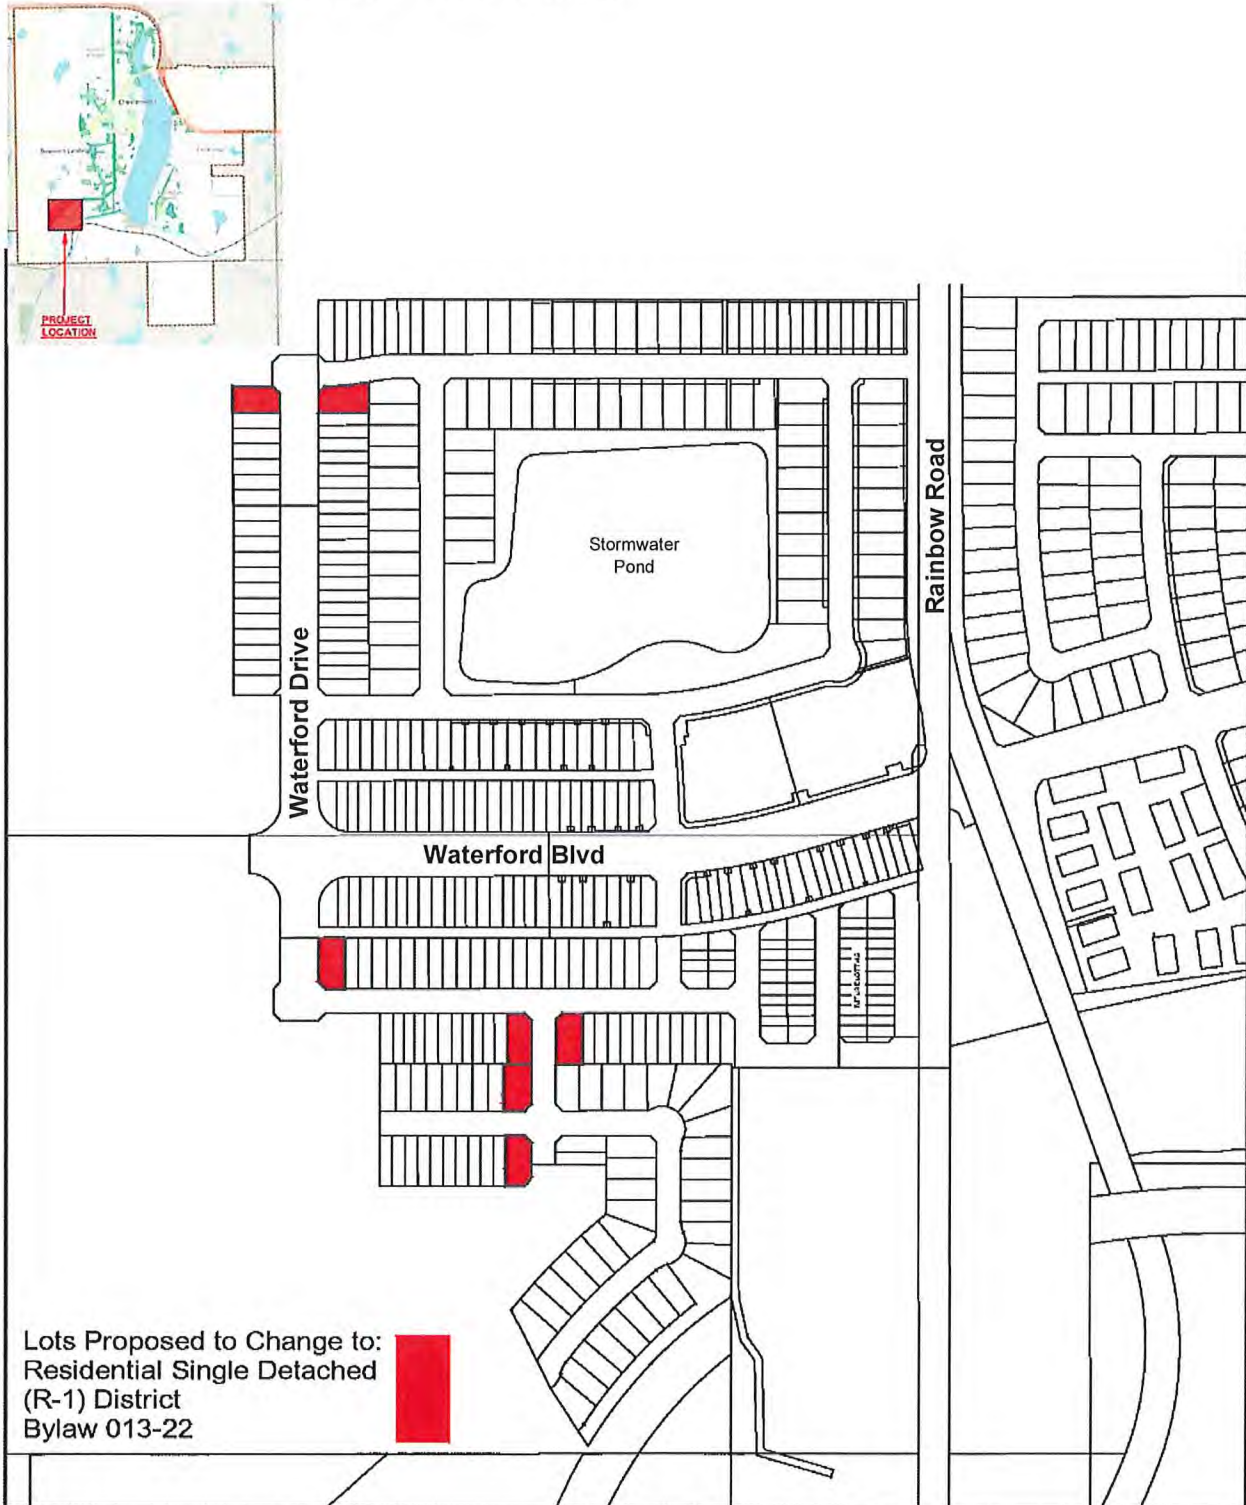 PROJECT
LOCATION
Stormwater
Pond
Rainbow Road
Waterford Drive
Waterford Blvd
Lots Proposed to Change to:
Residential Single Detached
(R-1) District
Bylaw 013-22